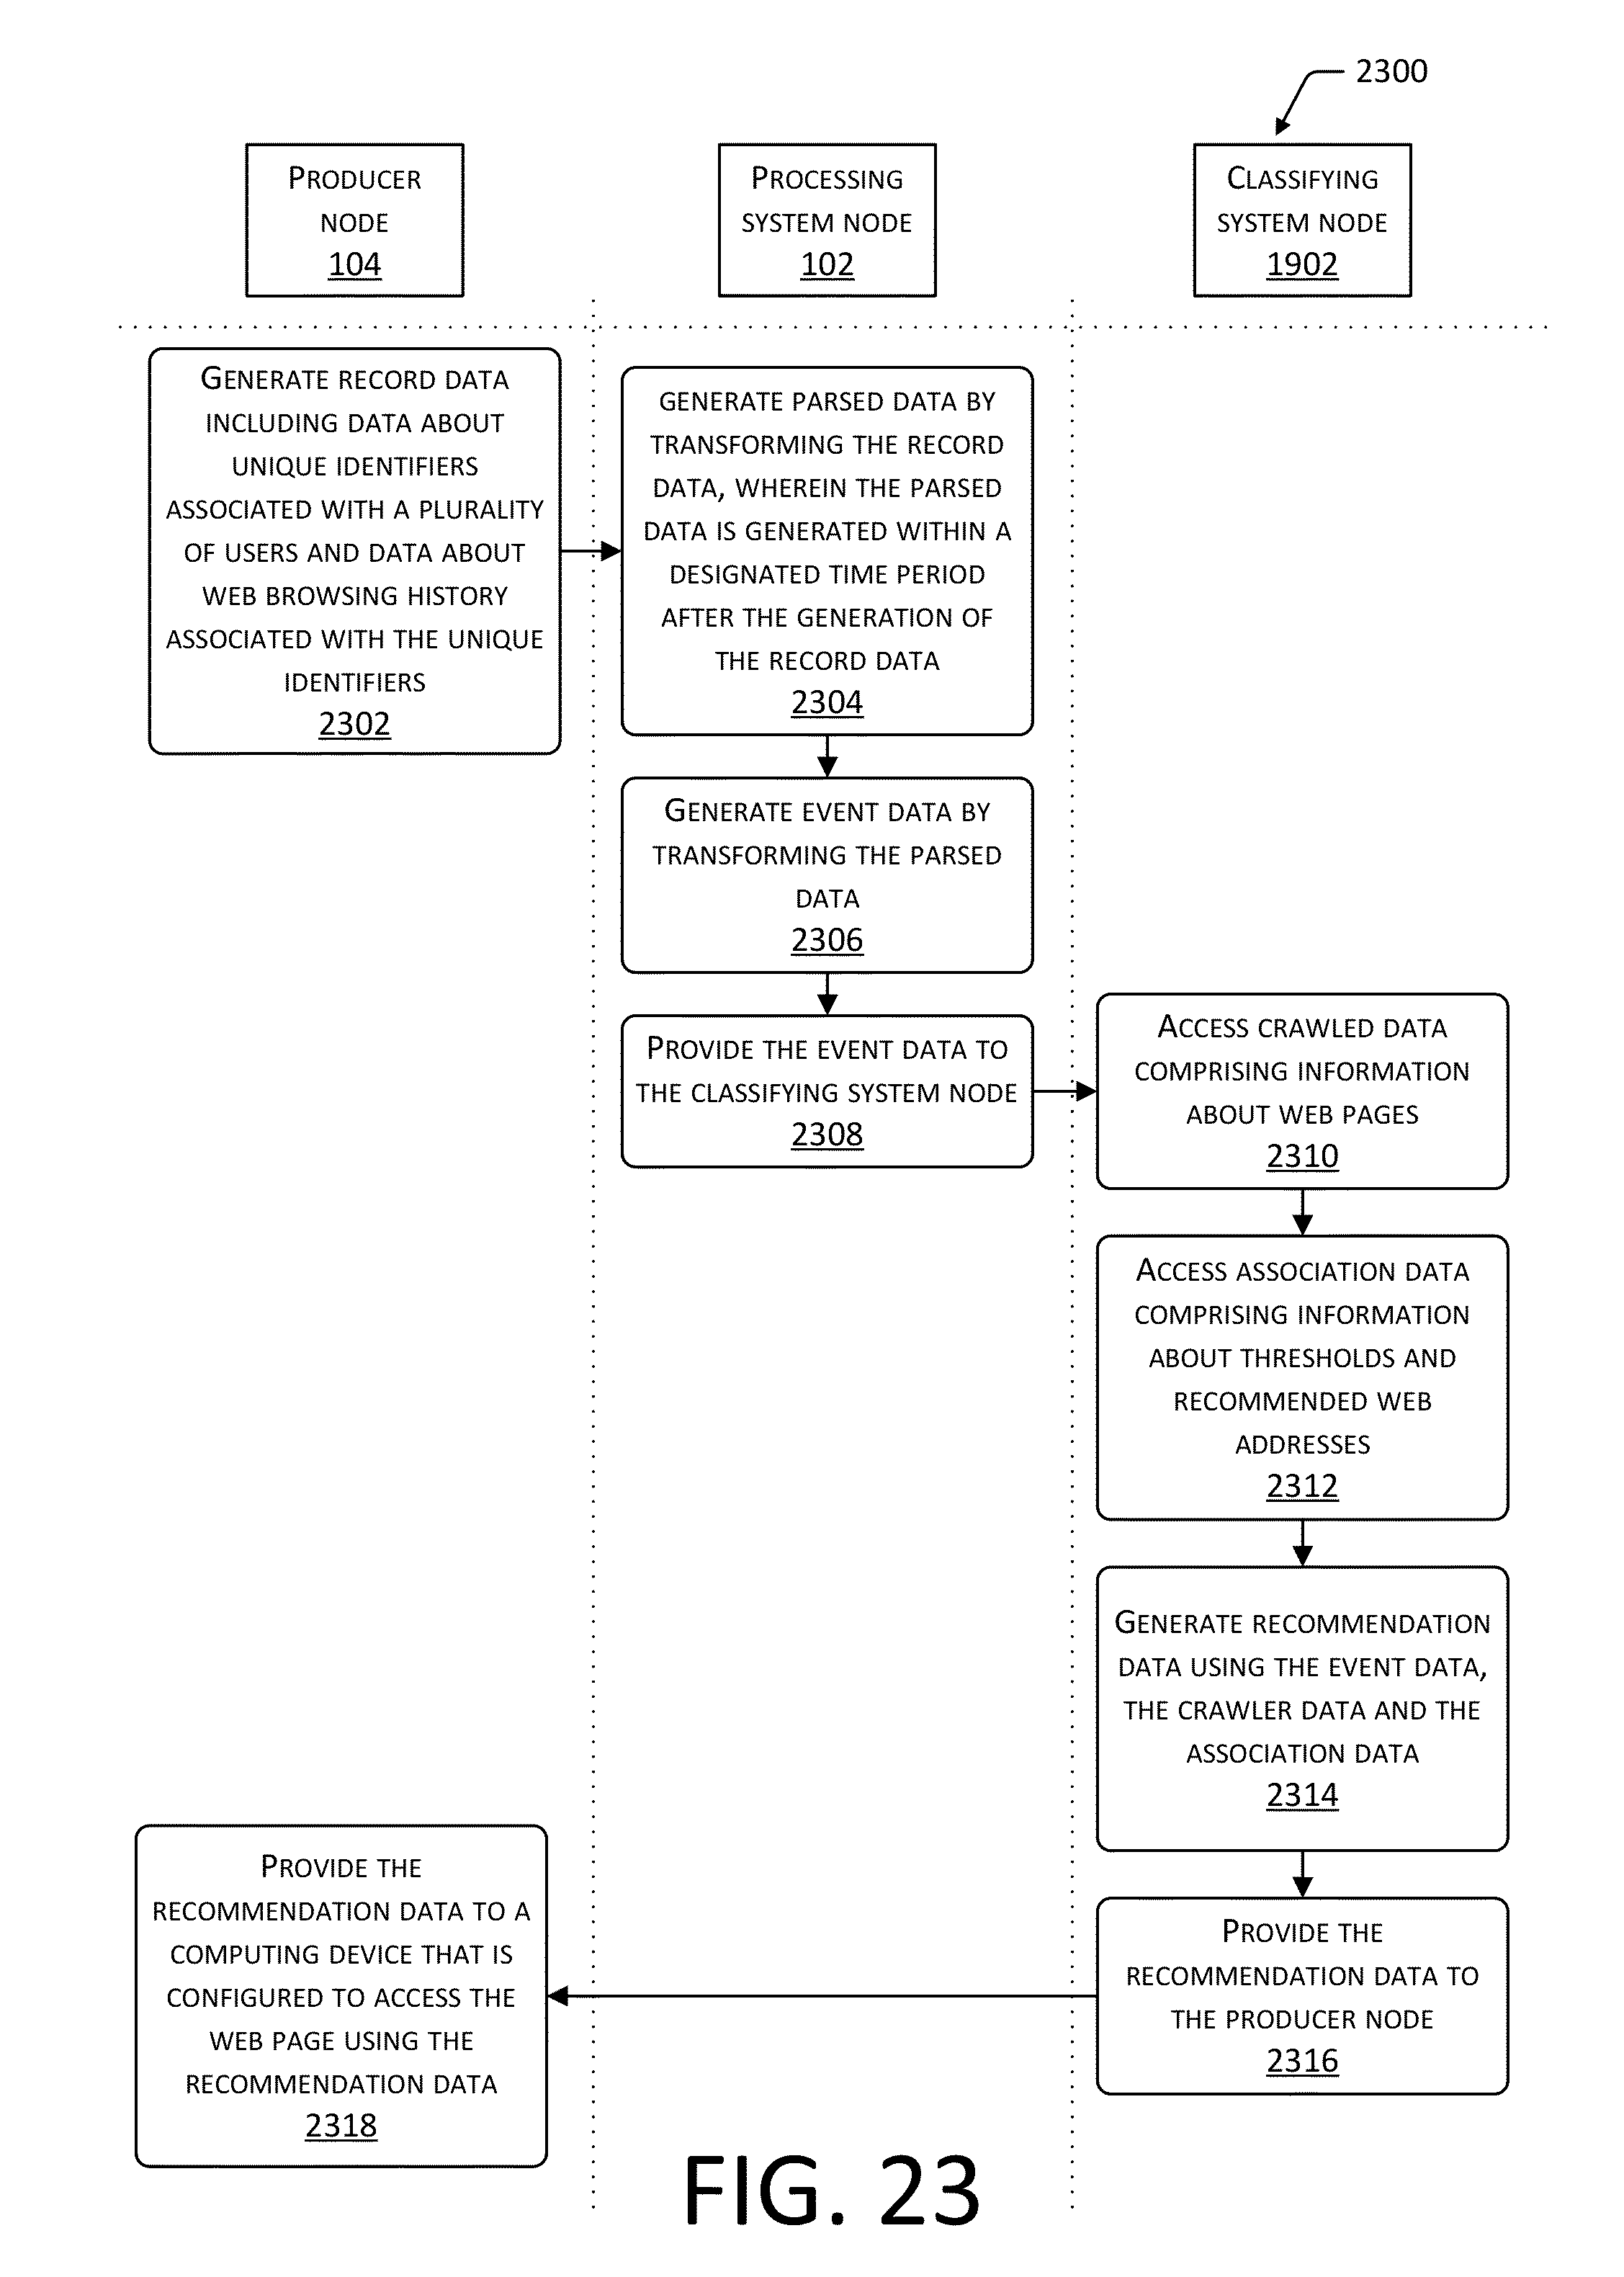 2300
PRODUCER
NODE
104
PROCESSING
SYSTEM NODE
102
CLASSIFYING
SYSTEM NODE
1902
GENERATE RECORD DATA
INCLUDING DATA ABOUT
UNIQUE IDENTIFIERS
ASSOCIATED WITH A PLURALITY
OF USERS AND DATA ABOUT
WEB BROWSING HISTORY
ASSOCIATED WITH THE UNIQUE
IDENTIFIERS
2302
GENERATE PARSED DATA BY
TRANSFORMING THE RECORD
DATA, WHEREIN THE PARSED
DATA IS GENERATED WITHIN A
DESIGNATED TIME PERIOD
AFTER THE GENERATION OF
THE RECORD DATA
2304
GENERATE EVENT DATA BY
TRANSFORMING THE PARSED
DATA
2306
PROVIDE THE EVENT DATA TO
THE CLASSIFYING SYSTEM NODE
2308
ACCESS CRAWLED DATA
COMPRISING INFORMATION
ABOUT WEB PAGES
2310
ACCESS ASSOCIATION DATA
COMPRISING INFORMATION
ABOUT THRESHOLDS AND
RECOMMENDED WEB
ADDRESSES
2312
GENERATE RECOMMENDATION
DATA USING THE EVENT DATA,
THE CRAWLER DATA AND THE
ASSOCIATION DATA
2314
PROVIDE THE
RECOMMENDATION DATA TO
THE PRODUCER NODE
2316
PROVIDE THE
RECOMMENDATION DATA TO A
COMPUTING DEVICE THAT IS
CONFIGURED TO ACCESS THE
WEB PAGE USING THE
RECOMMENDATION DATA
2318
FIG. 23